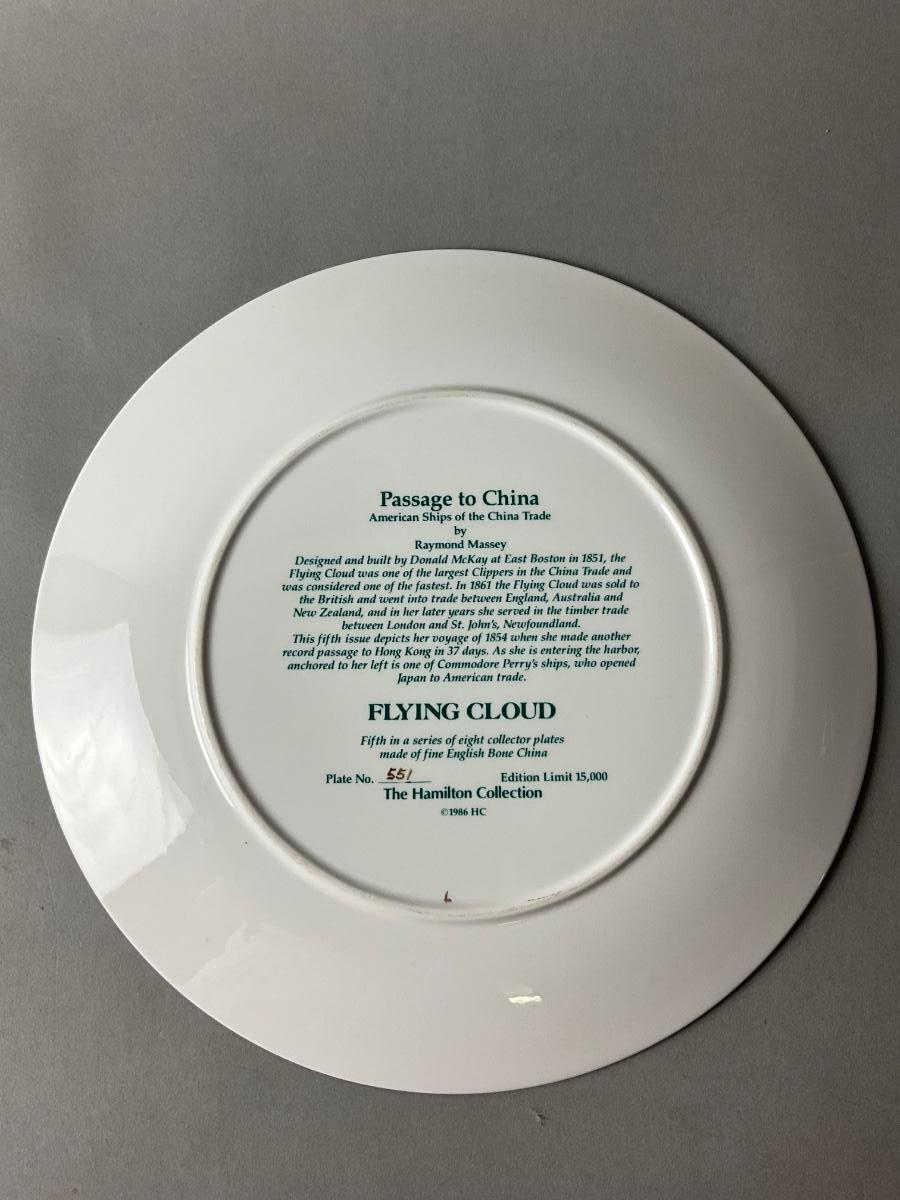 Passage to China
American Ships of the China Trade
by
Raymond Massey
Designed and built by Donald McKay at East Boston in 1851, the
Flying Cloud was one of the largest Clippers in the China Trade and
was considered one of the fastest. In 1861 the Flying Cloud was sold to
the British and went into trade between England, Australia and
New Zealand, and in her later years she served in the timber trade
between London and St. John's, Newfoundland.
This fifth issue depicts her voyage of 1854 when she made another
record passage to Hong Kong in 37 days. As she is entering the harbor,
anchored to her left is one of Commodore Perry's ships, who opened
Japan to American trade.
FLYING CLOUD
Fifth in a series of eight collector plates
made of fine English Bone China
Plate No. 551 Edition Limit 15,000
The Hamilton Collection
©1986 HC
L